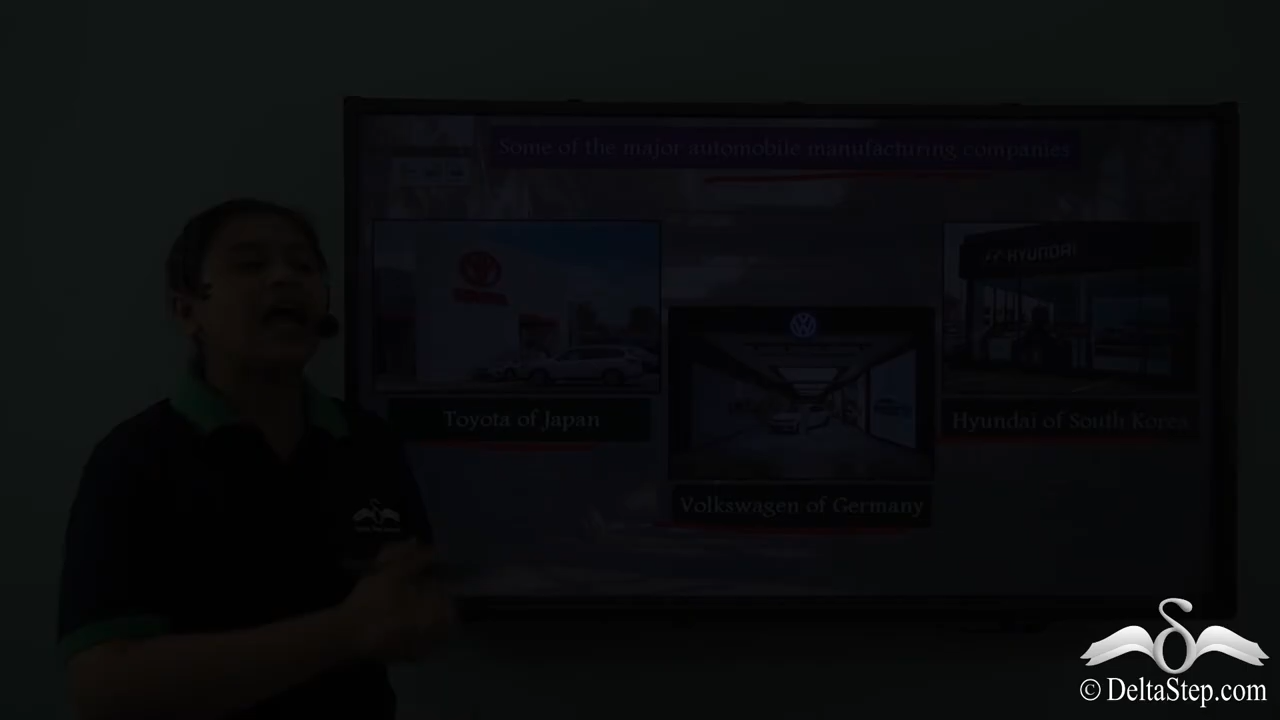 Some of the major automobile manufacturing companies
HYUNDAI
Toyota of Japan
Hyundai of South Korea
Volkswagen of Germany
© DeltaStep.com